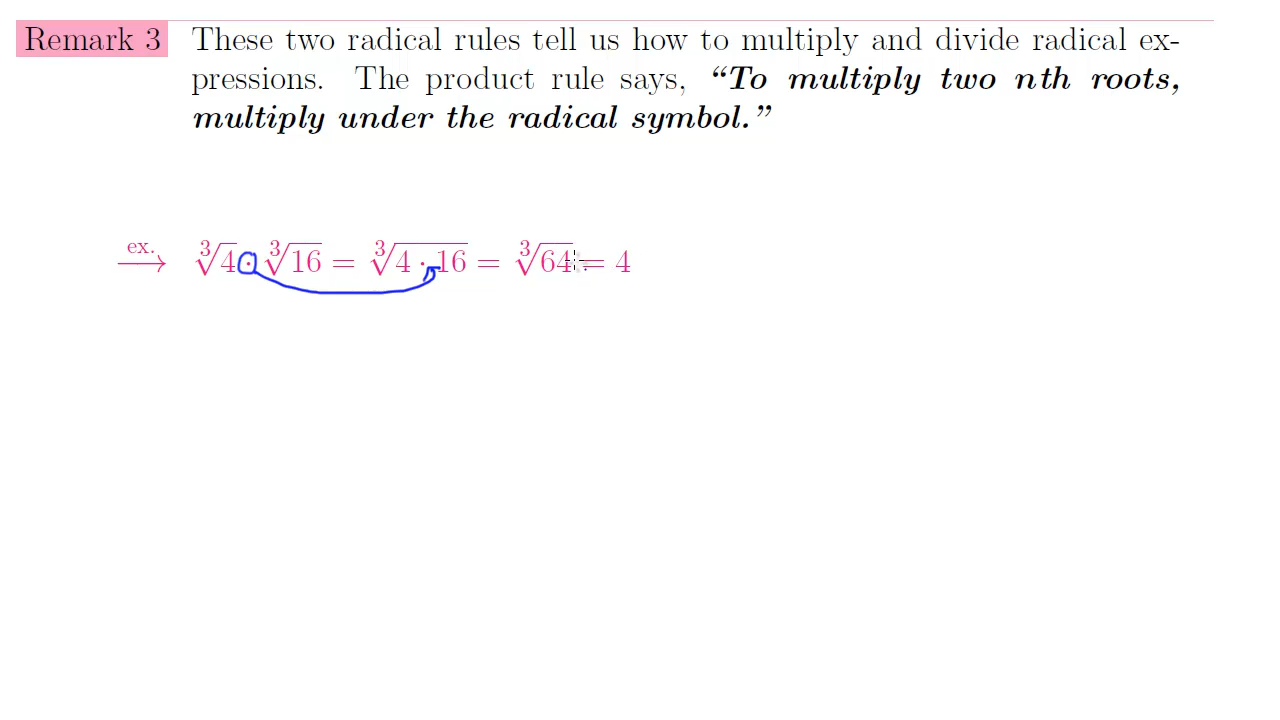 Remark 3 These two radical rules tell us how to multiply and divide radical ex-
pressions. The product rule says, “To multiply two nth roots,
multiply under the radical symbol.”
ex. ⟶ ∛4 · ∛16 = ∛(4 · 16) = ∛64 = 4